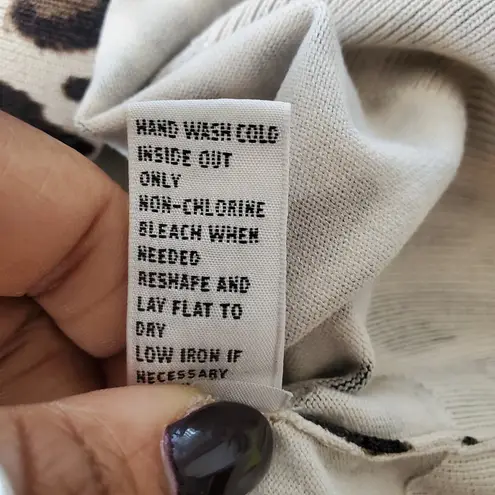 HAND WASH COLD
INSIDE OUT
ONLY
NON-CHLORINE
BLEACH WHEN
NEEDED
RESHAPE AND
LAY FLAT TO
DRY
LOW IRON IF
NECESSARY